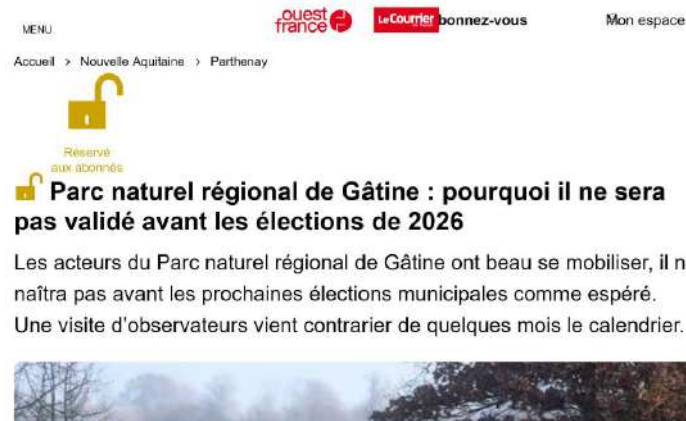 MENU
ouest
france
Le Courrier
bonnez-vous
Mon espace
Accueil > Nouvelle Aquitaine > Parthenay
Réservé
aux abonnés
Parc naturel régional de Gâtine : pourquoi il ne sera
pas validé avant les élections de 2026
Les acteurs du Parc naturel régional de Gâtine ont beau se mobiliser, il n
naîtra pas avant les prochaines élections municipales comme espéré.
Une visite d’observateurs vient contrarier de quelques mois le calendrier.